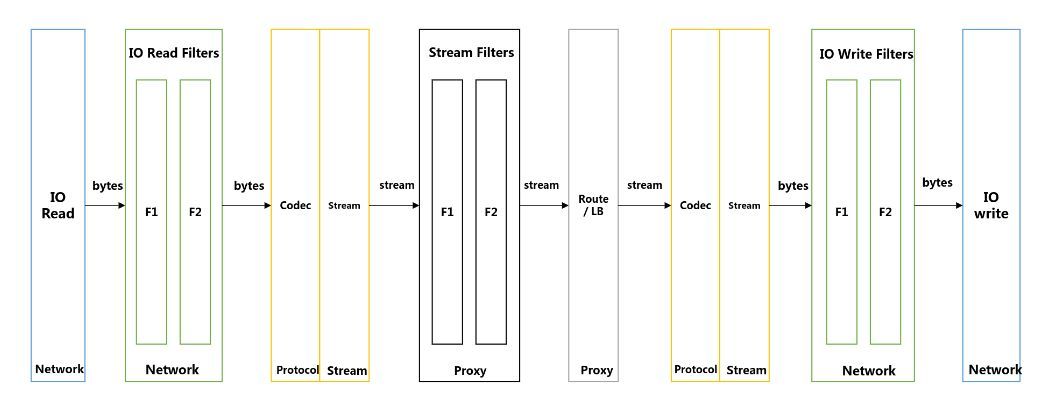 IO Read Filters
Stream Filters
IO Write Filters
IO
Read
bytes
F1
F2
bytes
Codec
Stream
stream
F1
F2
stream
Route
/ LB
stream
Codec
Stream
bytes
F1
F2
bytes
IO
write
Network
Network
Protocol
Stream
Proxy
Proxy
Protocol
Stream
Network
Network